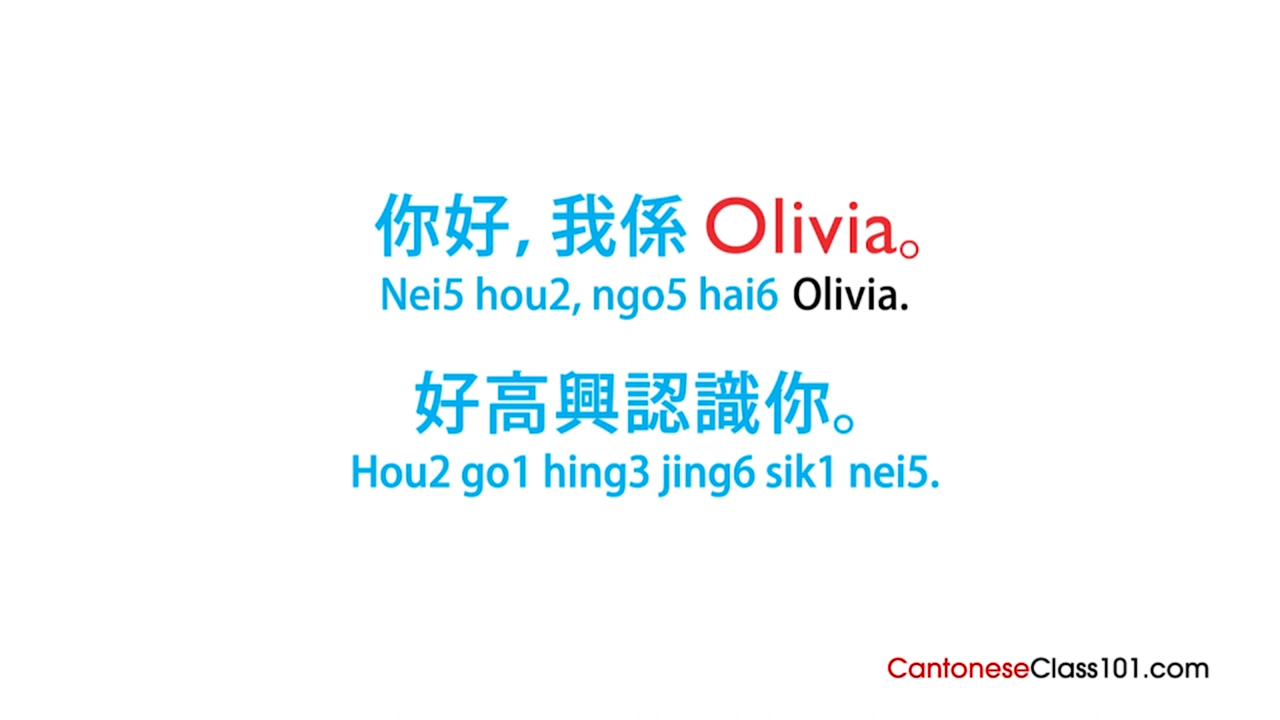 你好, 我係 Olivia。
Nei5 hou2, ngo5 hai6 Olivia.
好高興認識你。
Hou2 go1 hing3 jing6 sik1 nei5.
CantoneseClass101.com